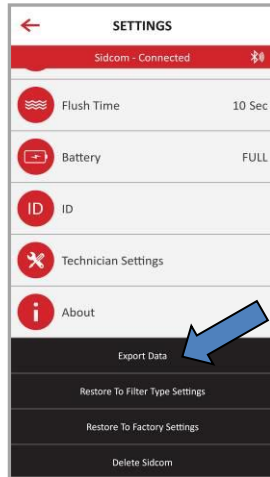 SETTINGS
Sidcom - Connected
Flush Time 10 Sec
Battery FULL
ID ID
Technician Settings
i About
Export Data
Restore To Filter Type Settings
Restore To Factory Settings
Delete Sidcom